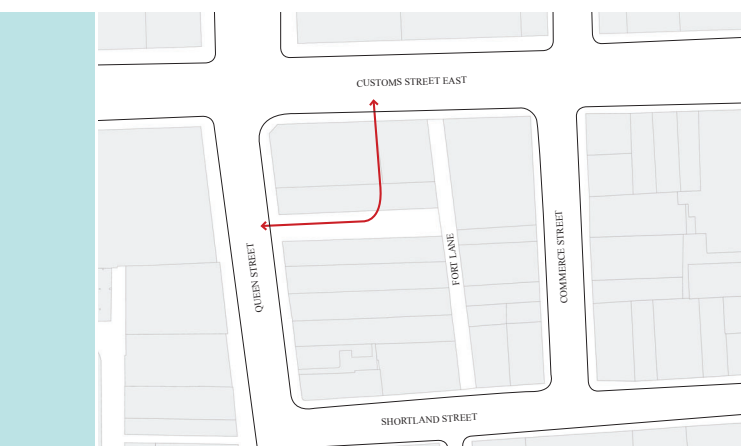 CUSTOMS STREET EAST
QUEEN STREET
FORT LANE
COMMERCE STREET
SHORTLAND STREET